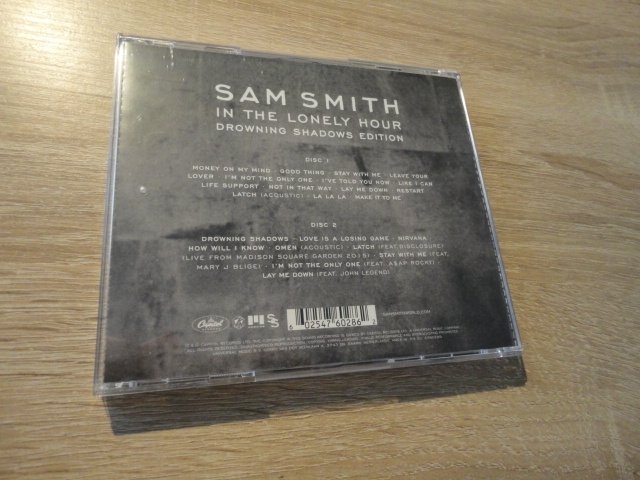 SAM SMITH
IN THE LONELY HOUR
DROWNING SHADOWS EDITION
DISC 1
MONEY ON MY MIND · GOOD THING · STAY WITH ME · LEAVE YOUR
LOVER · I'M NOT THE ONLY ONE · I'VE TOLD YOU NOW · LIKE I CAN
LIFE SUPPORT · NOT IN THAT WAY · LAY ME DOWN · RESTART
LATCH (ACOUSTIC) · LA LA LA · MAKE IT TO ME
DISC 2
DROWNING SHADOWS · LOVE IS A LOSING GAME · NIRVANA
HOW WILL I KNOW · OMEN (ACOUSTIC) · LATCH (FEAT. DISCLOSURE)
(LIVE FROM MADISON SQUARE GARDEN 2015) · STAY WITH ME (FEAT.
MARY J BLIGE) · I'M NOT THE ONLY ONE (FEAT. A$AP ROCKY)
LAY ME DOWN (FEAT. JOHN LEGEND)
Capitol
SAMSMITHWORLD.COM
6 02547 60286 2